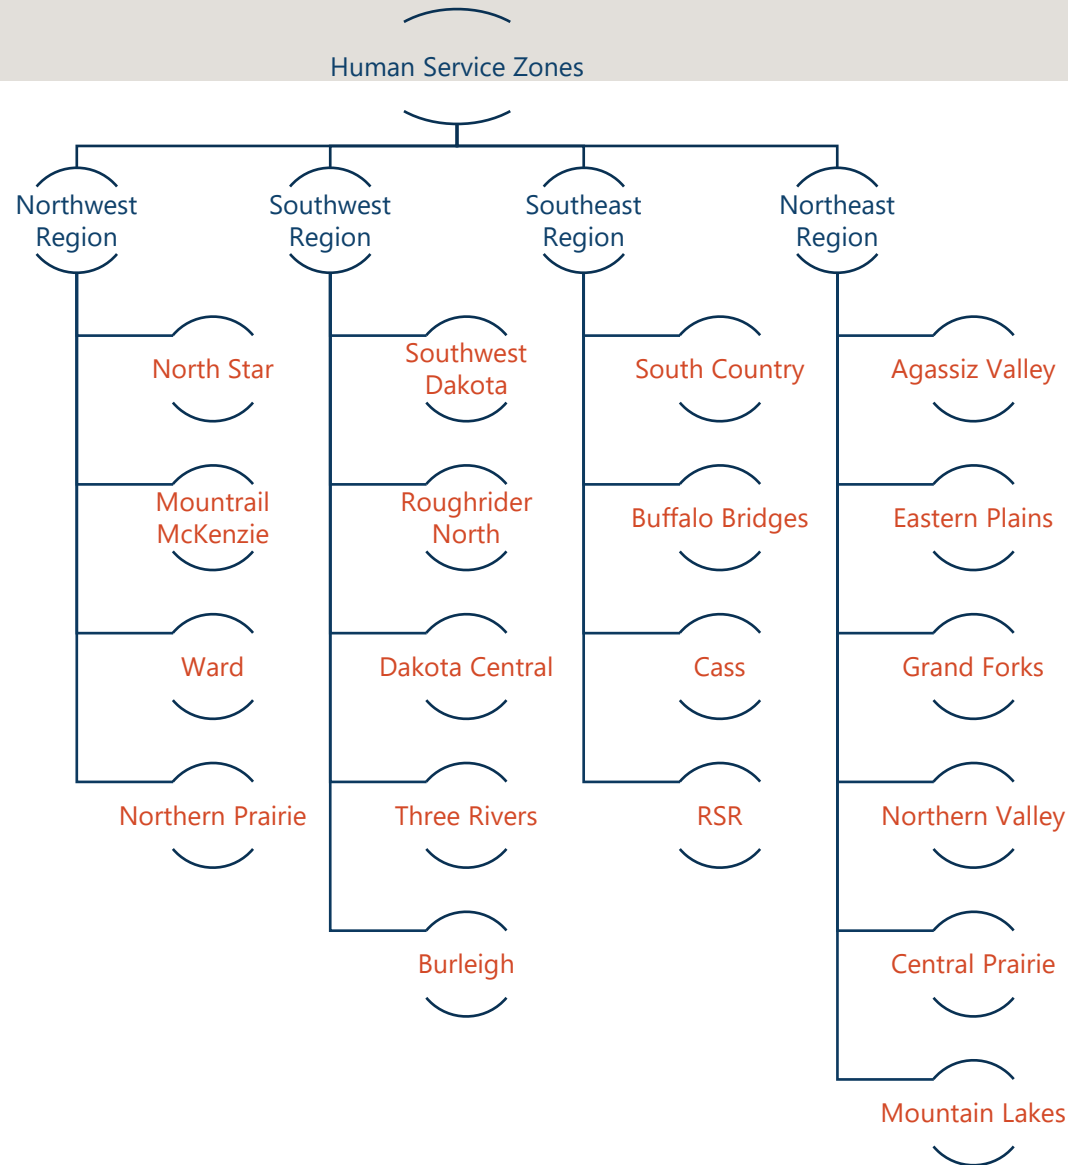 Human Service Zones
Northwest
Region
Southwest
Region
Southeast
Region
Northeast
Region
North Star
Mountrail
McKenzie
Ward
Northern Prairie
Southwest
Dakota
Roughrider
North
Dakota Central
Three Rivers
Burleigh
South Country
Buffalo Bridges
Cass
RSR
Agassiz Valley
Eastern Plains
Grand Forks
Northern Valley
Central Prairie
Mountain Lakes